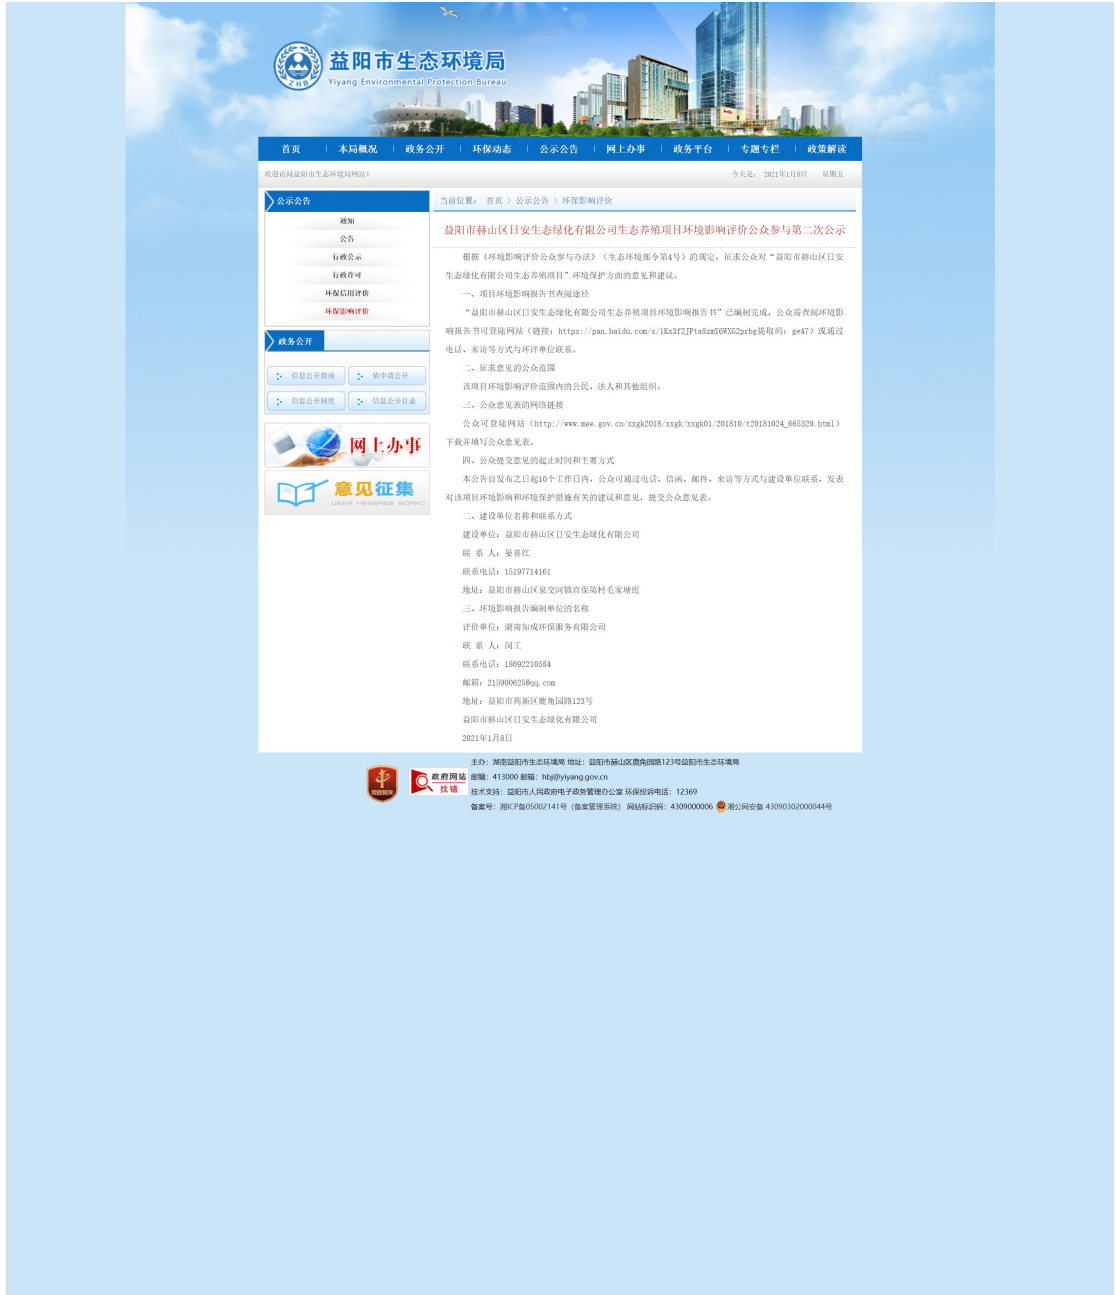 益阳市生态环境局
Yiyang Environmental Protection Bureau
ZHB
首页 本局概况 政务公开 环保动态 公示公告 网上办事 政务平台 专题专栏 政策解读
欢迎访问益阳市生态环境局网站! 今天是: 2021年1月8日 星期五
公示公告
通知
公告
行政公示
行政许可
环保信用评价
环保影响评价
政务公开
信息公开指南 依申请公开
信息公开制度 信息公开目录
网上办事
意见征集
USER MESSAGE BOARD
当前位置: 首页 > 公示公告 > 环保影响评价
益阳市赫山区日安生态绿化有限公司生态养殖项目环境影响评价公众参与第二次公示
根据《环境影响评价公众参与办法》(生态环境部令第4号)的规定,征求公众对“益阳市赫山区日安
生态绿化有限公司生态养殖项目”环境保护方面的意见和建议。
一、项目环境影响报告书查阅途径
“益阳市赫山区日安生态绿化有限公司生态养殖项目环境影响报告书”已编制完成,公众需查阅环境影
响报告书可登陆网站(链接:https://pan.baidu.com/s/1Kx3f2JPta8zmY6WXG2prbg提取码:ge47)或通过
电话、来访等方式与环评单位联系。
二、征求意见的公众范围
该项目环境影响评价范围内的公民、法人和其他组织。
三、公众意见表的网络链接
公众可登陆网站(http://www.mee.gov.cn/xxgk2018/xxgk/xxgk01/201810/t20181024_665329.html)
下载并填写公众意见表。
四、公众提交意见的起止时间和主要方式
本公告自发布之日起10个工作日内,公众可通过电话、信函、邮件、来访等方式与建设单位联系,发表
对该项目环境影响和环境保护措施有关的建议和意见,提交公众意见表。
二、建设单位名称和联系方式
建设单位:益阳市赫山区日安生态绿化有限公司
联 系 人:晏喜红
联系电话:15197714161
地址:益阳市赫山区泉交河镇宫保第村毛家塘组
三、环境影响报告编制单位的名称
评价单位:湖南知成环保服务有限公司
联 系 人:闵工
联系电话:18692210584
邮箱:215900625@qq.com
地址:益阳市高新区鹿角园路123号
益阳市赫山区日安生态绿化有限公司
2021年1月8日
党政机关
政府网站
找错
主办:湖南益阳市生态环境局 地址:益阳市赫山区鹿角园路123号益阳市生态环境局
邮编:413000 邮箱:hbj@yiyang.gov.cn
技术支持:益阳市人民政府电子政务管理办公室 环保投诉电话:12369
备案号:湘ICP备05002141号(备案管理系统) 网站标识码:4309000006 湘公网安备 43090302000044号